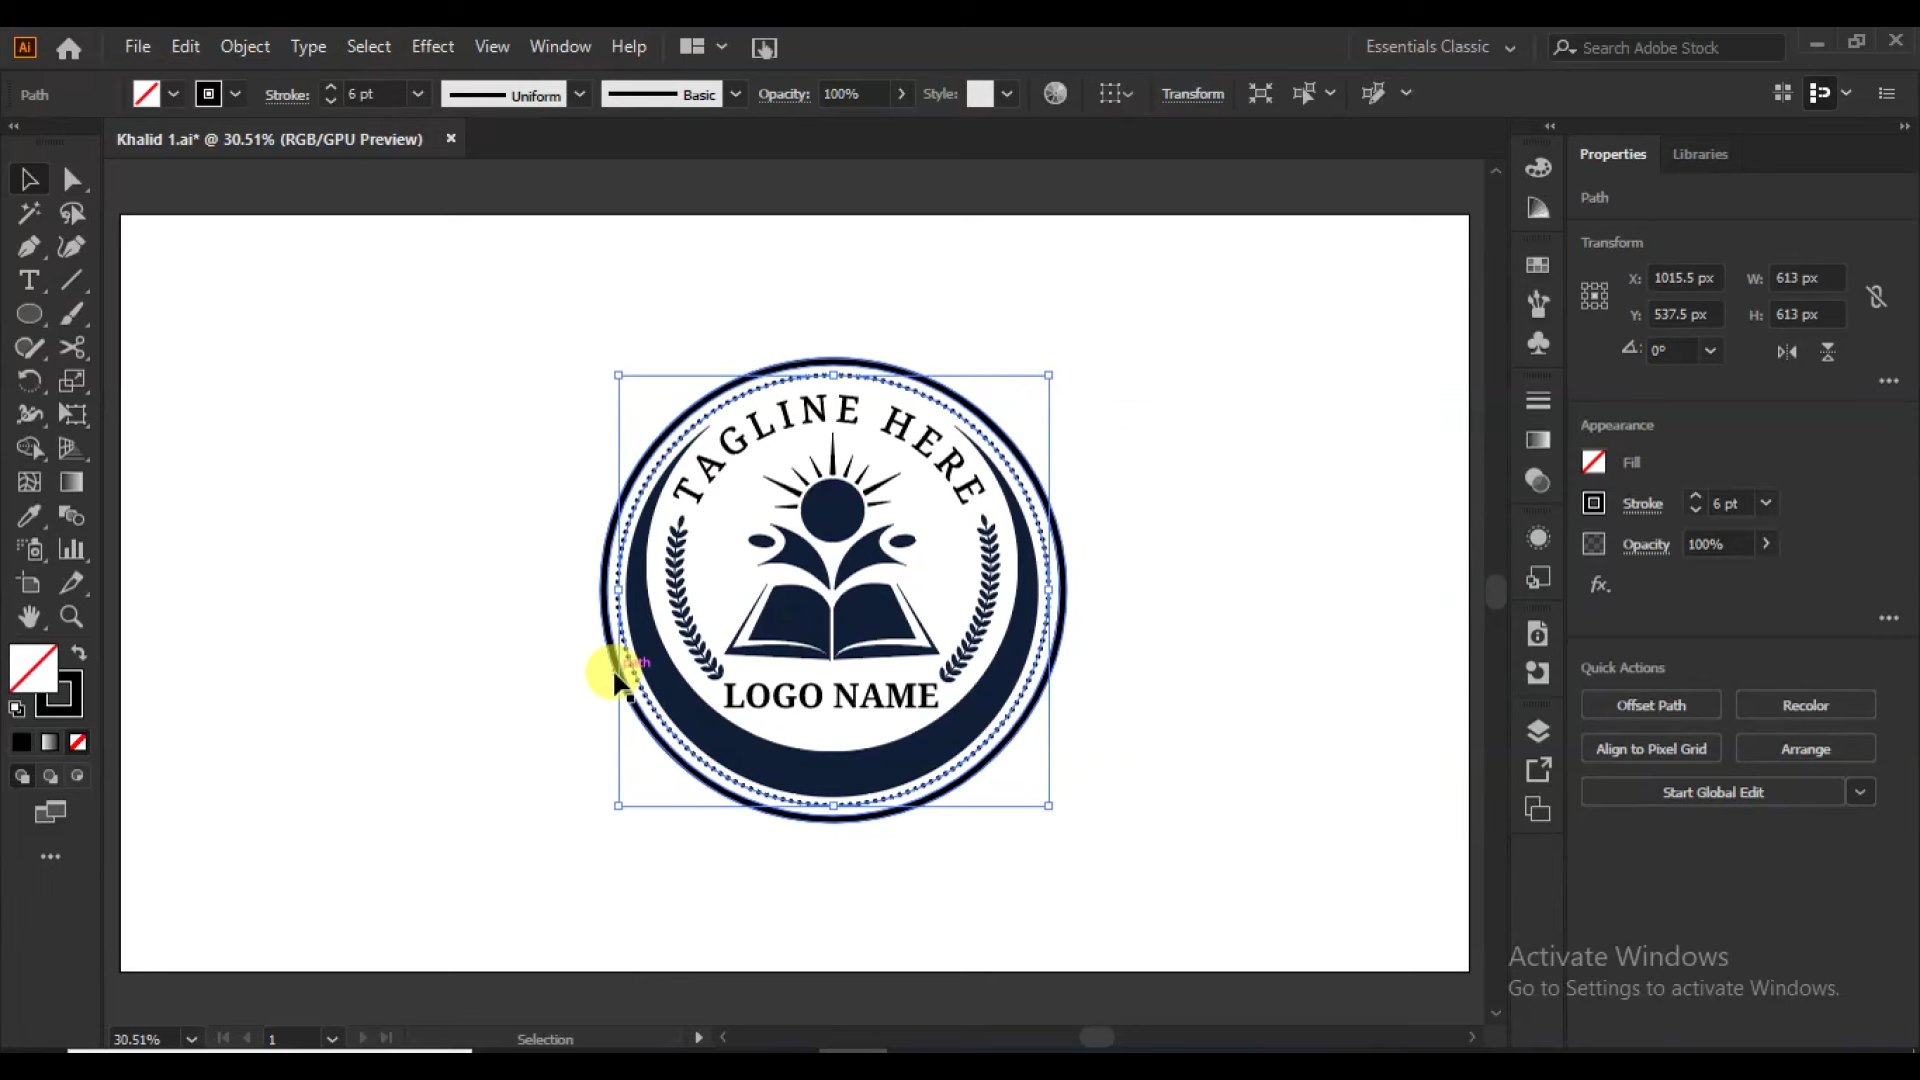 Ai File Edit Object Type Select Effect View Window Help Essentials Classic Search Adobe Stock
Path Stroke: 6 pt Uniform Basic Opacity: 100% Style: Transform
Khalid 1.ai* @ 30.51% (RGB/GPU Preview)
Properties Libraries
Path
Transform
X: 1015.5 px W: 613 px
Y: 537.5 px H: 613 px
0°
Appearance
Fill
Stroke 6 pt
Opacity 100%
fx.
Quick Actions
Offset Path Recolor
Align to Pixel Grid Arrange
Start Global Edit
TAGLINE HERE
path
LOGO NAME
Activate Windows
Go to Settings to activate Windows.
30.51% 1 Selection